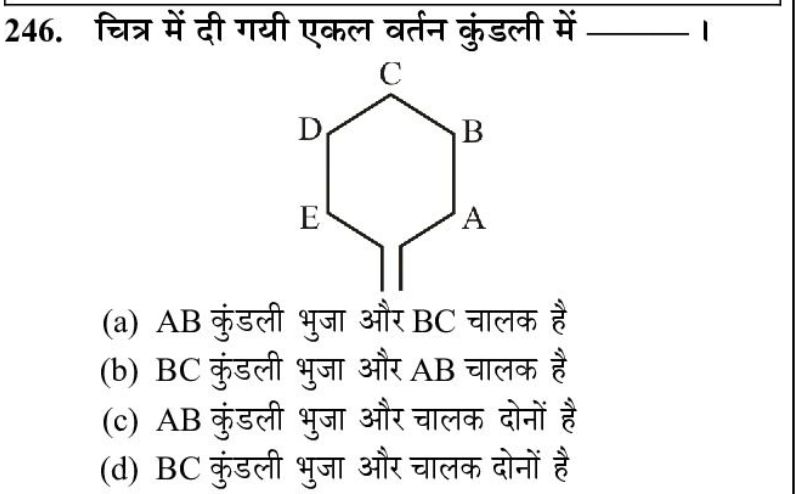 246. चित्र में दी गयी एकल वर्तन कुंडली में ———— ।
C
D B
E A
(a) AB कुंडली भुजा और BC चालक है
(b) BC कुंडली भुजा और AB चालक है
(c) AB कुंडली भुजा और चालक दोनों है
(d) BC कुंडली भुजा और चालक दोनों है